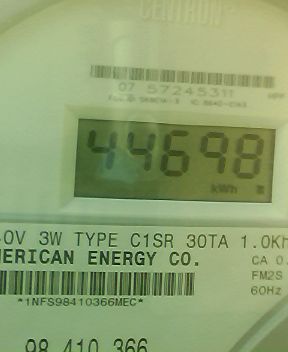 CENTRON
07 57245311
44698
kWh
40V 3W TYPE C1SR 30TA 1.0Kh
MERICAN ENERGY CO.
CA 0.
FM2S
*1NFS98410366MEC*
60Hz
98 410 366